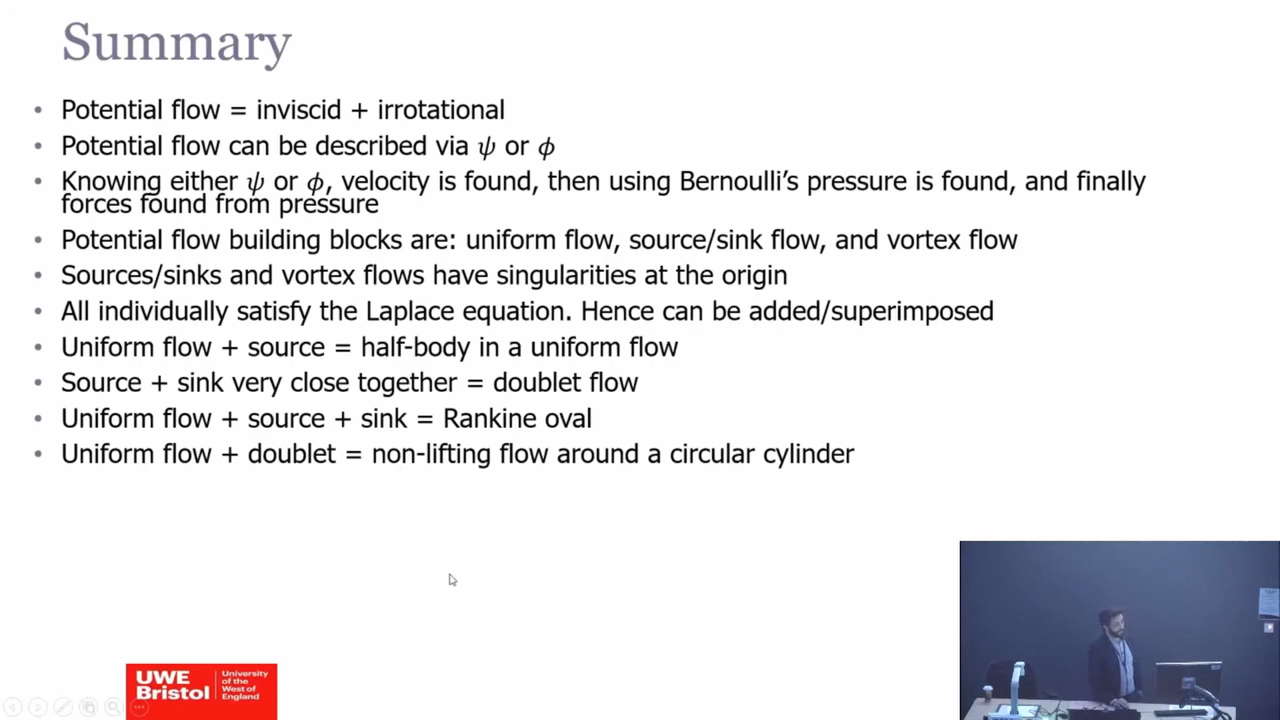 Summary
• Potential flow = inviscid + irrotational
• Potential flow can be described via ψ or ϕ
• Knowing either ψ or ϕ, velocity is found, then using Bernoulli’s pressure is found, and finally
forces found from pressure
• Potential flow building blocks are: uniform flow, source/sink flow, and vortex flow
• Sources/sinks and vortex flows have singularities at the origin
• All individually satisfy the Laplace equation. Hence can be added/superimposed
• Uniform flow + source = half-body in a uniform flow
• Source + sink very close together = doublet flow
• Uniform flow + source + sink = Rankine oval
• Uniform flow + doublet = non-lifting flow around a circular cylinder
UWE
Bristol
University
of the
West of
England